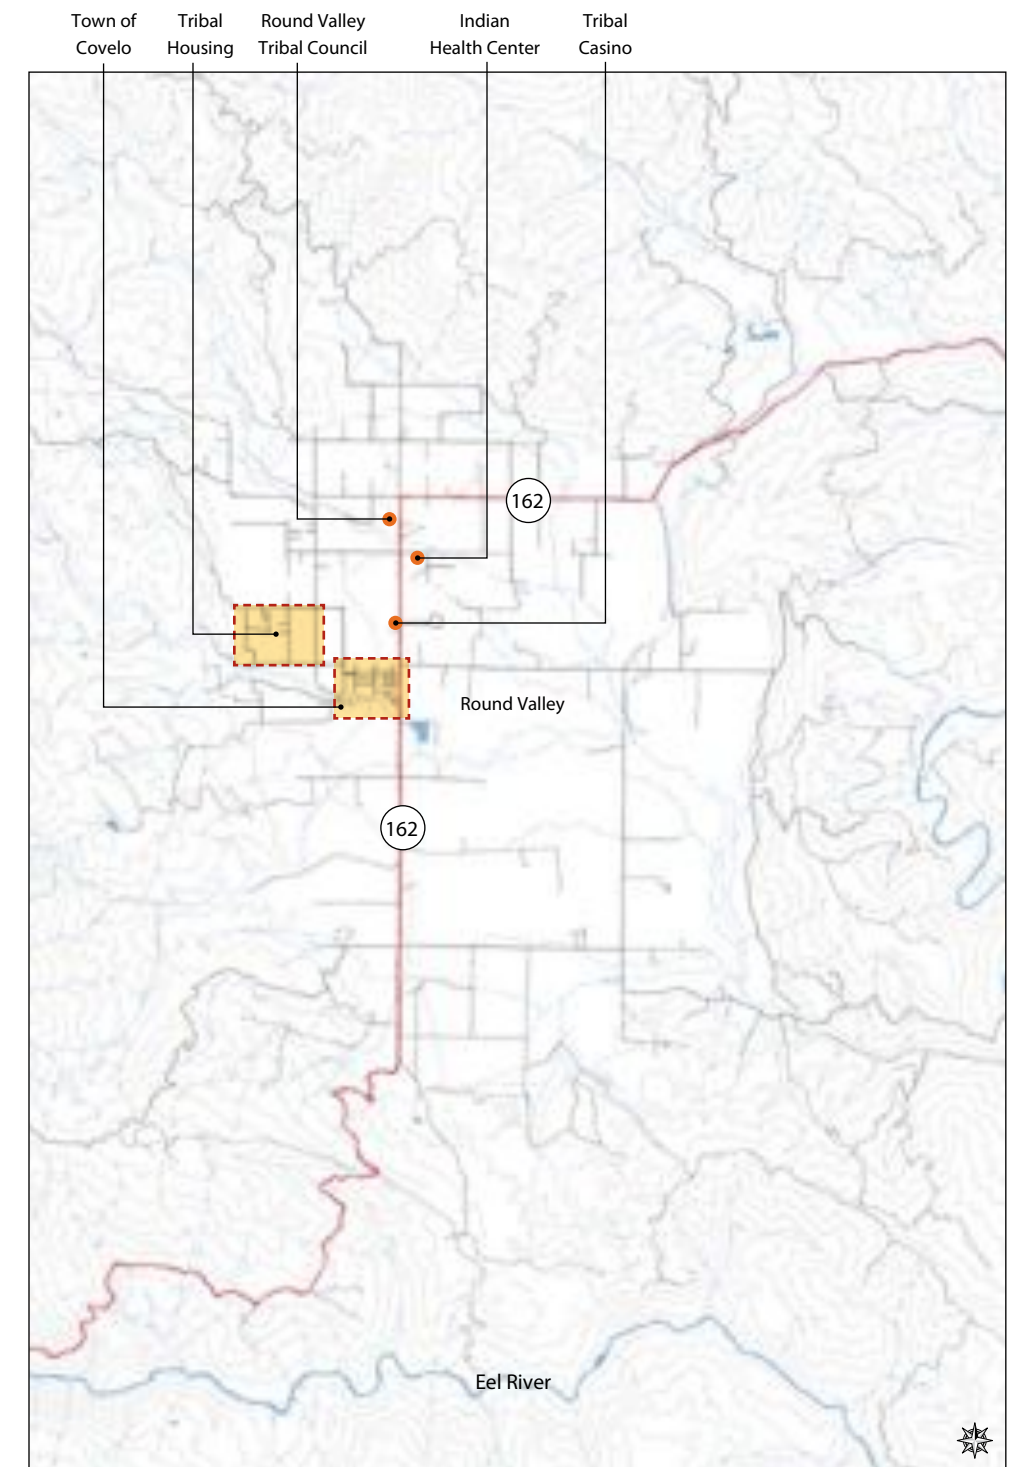 Town of
Covelo
Tribal
Housing
Round Valley
Tribal Council
Indian
Health Center
Tribal
Casino
162
Round Valley
162
Eel River